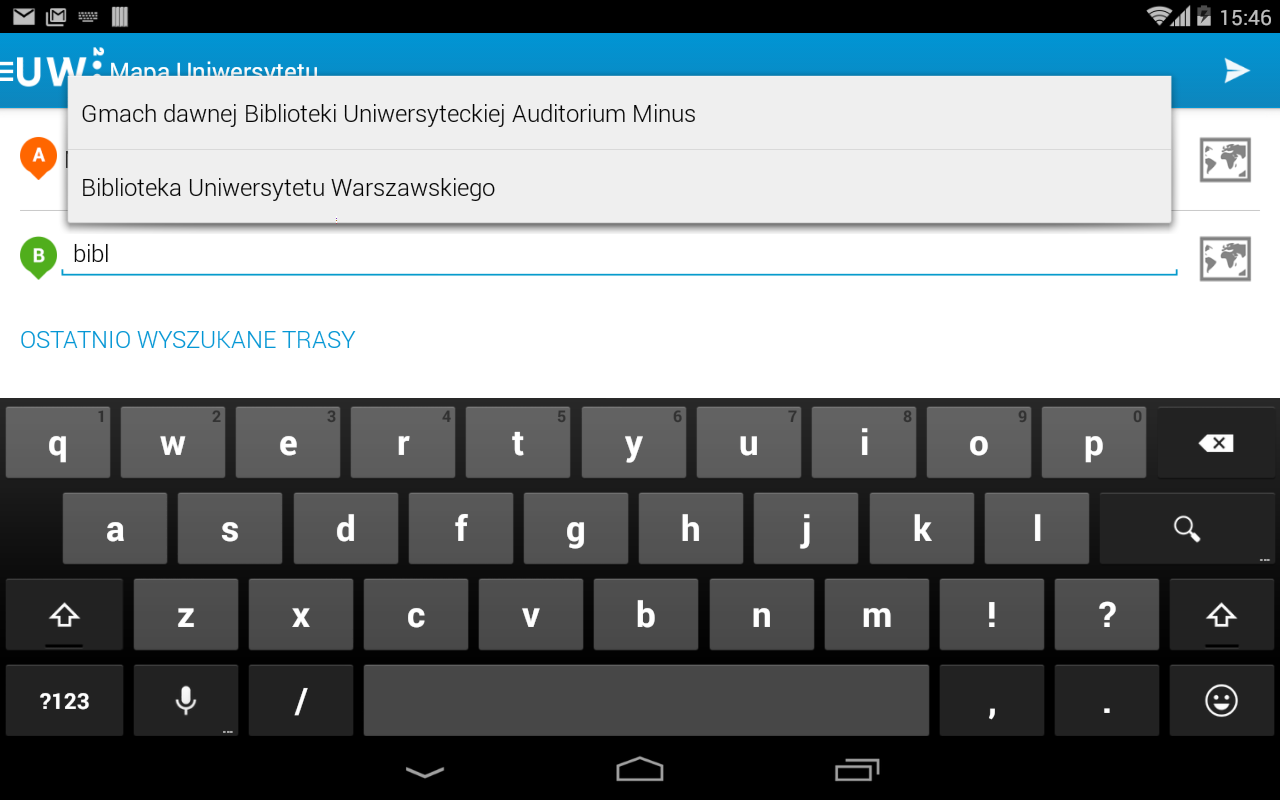 15:46
UW
Mapa Uniwersytetu
Gmach dawnej Biblioteki Uniwersyteckiej Auditorium Minus
A
Biblioteka Uniwersytetu Warszawskiego
B bibl
OSTATNIO WYSZUKANE TRASY
q 1 w 2 e 3 r 4 t 5 y 6 u 7 i 8 o 9 p 0
a s d f g h j k l
z x c v b n m ! ?
?123 / , .